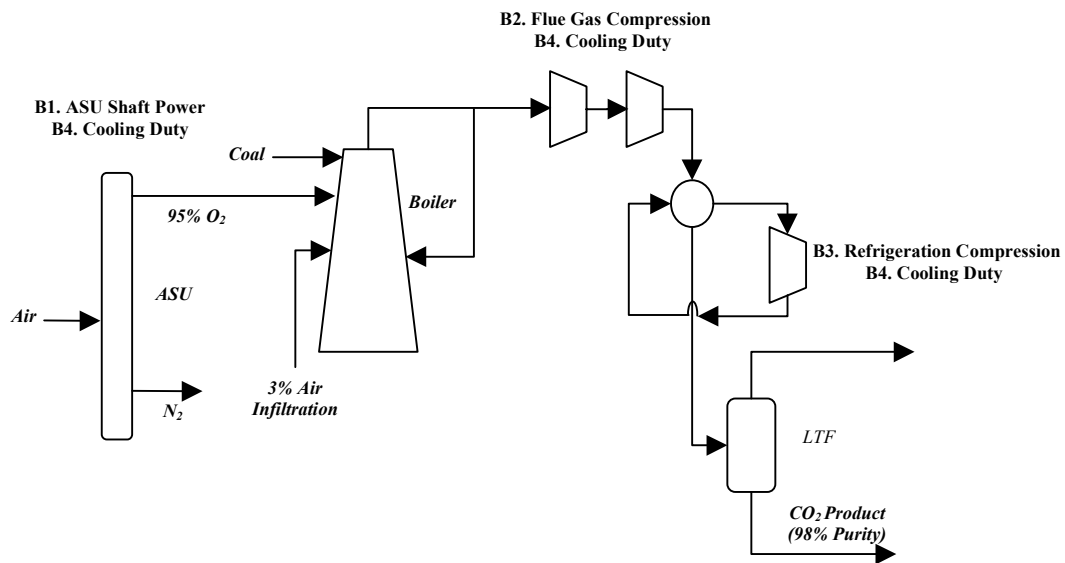 B2. Flue Gas Compression
B4. Cooling Duty
B1. ASU Shaft Power
B4. Cooling Duty
Coal
Boiler
95% O2
B3. Refrigeration Compression
B4. Cooling Duty
ASU
Air
3% Air
Infiltration
N2
LTF
CO2 Product
(98% Purity)